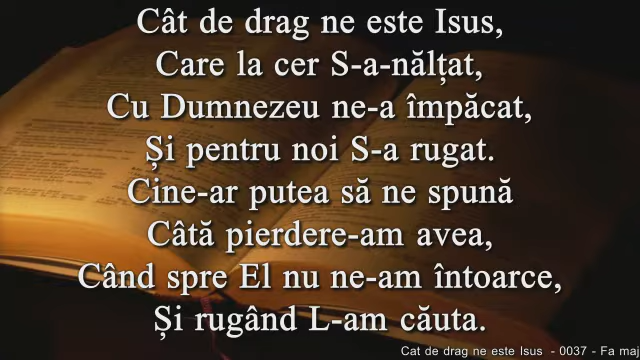 Cât de drag ne este Isus,
Care la cer S-a-nălțat,
Cu Dumnezeu ne-a împăcat,
Și pentru noi S-a rugat.
Cine-ar putea să ne spună
Câtă pierdere-am avea,
Când spre El nu ne-am întoarce,
Și rugând L-am căuta.
Cat de drag ne este Isus - 0037 - Fa maj